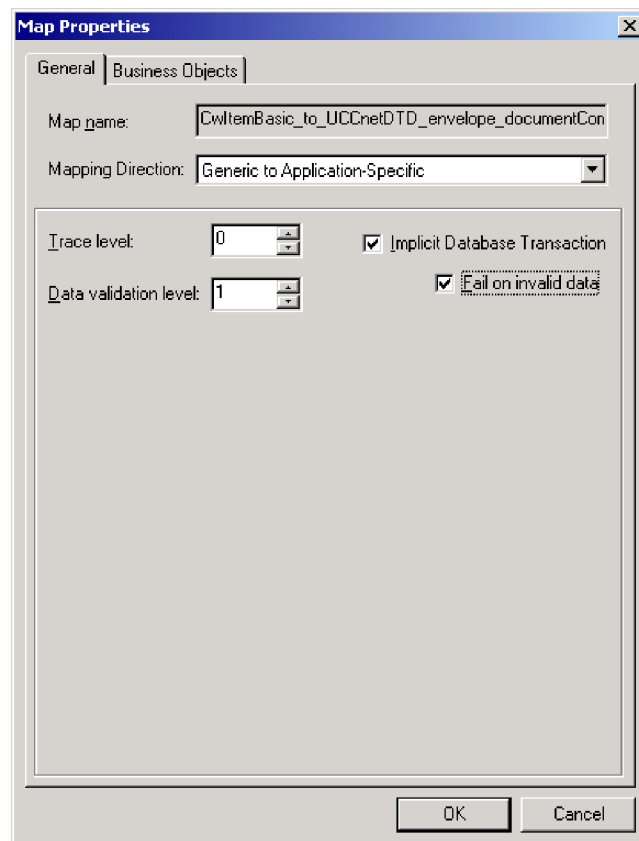 Map Properties
General Business Objects
Map name: CwItemBasic_to_UCCnetDTD_envelope_documentCon
Mapping Direction: Generic to Application-Specific
Trace level: 0 Implicit Database Transaction
Data validation level: 1 Fail on invalid data
OK Cancel